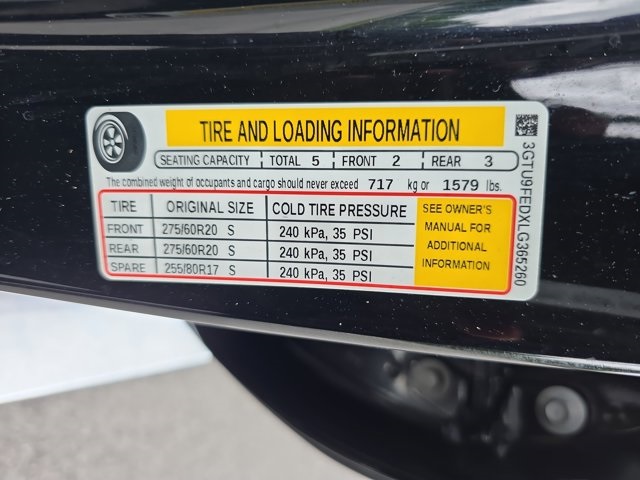 TIRE AND LOADING INFORMATION
SEATING CAPACITY TOTAL 5 FRONT 2 REAR 3
The combined weight of occupants and cargo should never exceed 717 kg or 1579 lbs.
TIRE ORIGINAL SIZE COLD TIRE PRESSURE
FRONT 275/60R20 S 240 kPa, 35 PSI
REAR 275/60R20 S 240 kPa, 35 PSI
SPARE 255/80R17 S 240 kPa, 35 PSI
SEE OWNER'S
MANUAL FOR
ADDITIONAL
INFORMATION
3GTU9FEDXLG365260